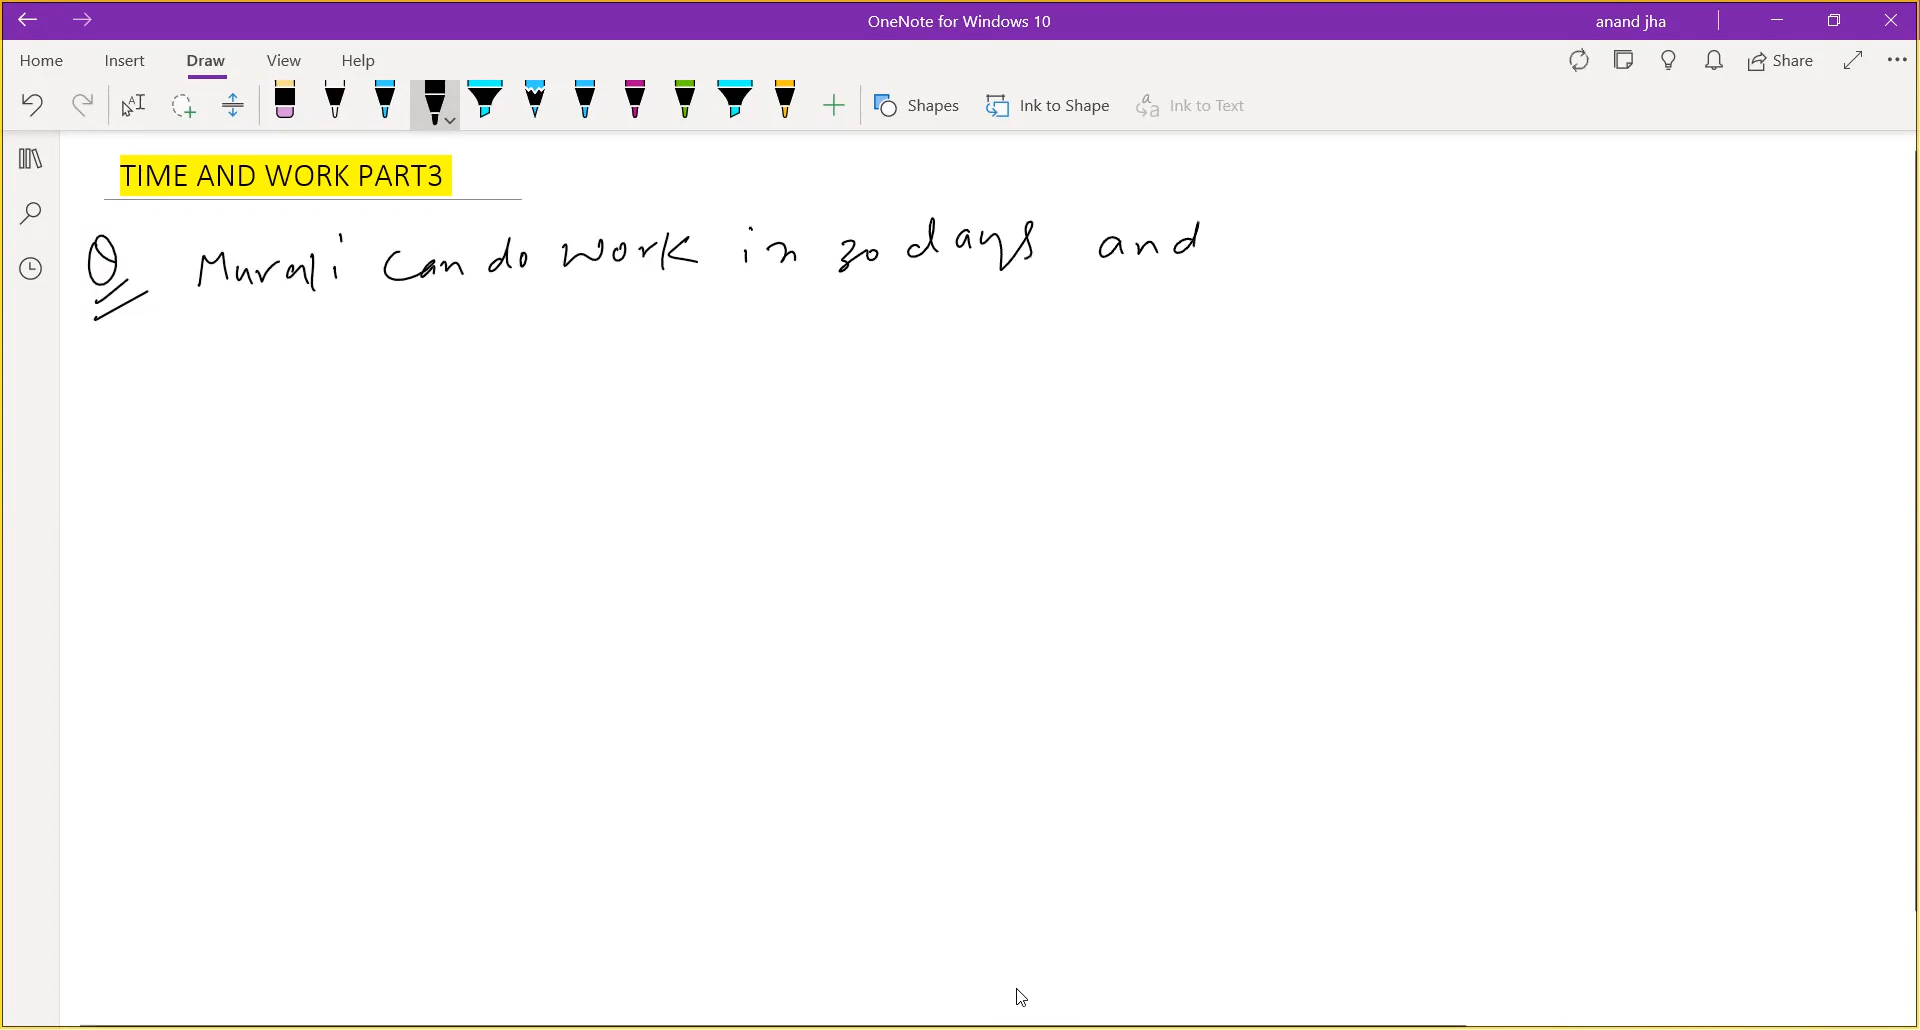 OneNote for Windows 10
anand jha
Home Insert Draw View Help
Share
Shapes Ink to Shape Ink to Text
TIME AND WORK PART3
Q Murali can do work in 30 days and